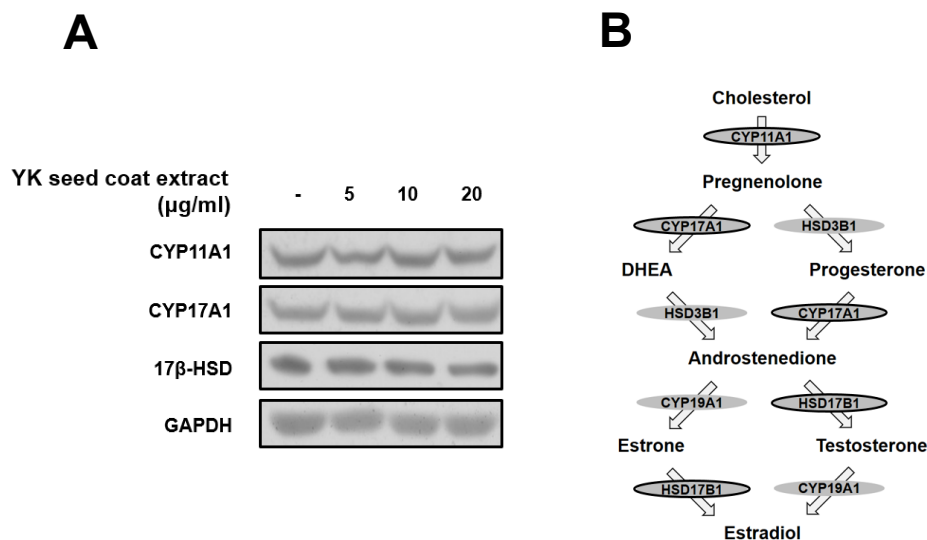 A
YK seed coat extract
(μg/ml)
- 5 10 20
CYP11A1
CYP17A1
17β-HSD
GAPDH
B
Cholesterol
CYP11A1
Pregnenolone
CYP17A1 HSD3B1
DHEA Progesterone
HSD3B1 CYP17A1
Androstenedione
CYP19A1 HSD17B1
Estrone Testosterone
HSD17B1 CYP19A1
Estradiol